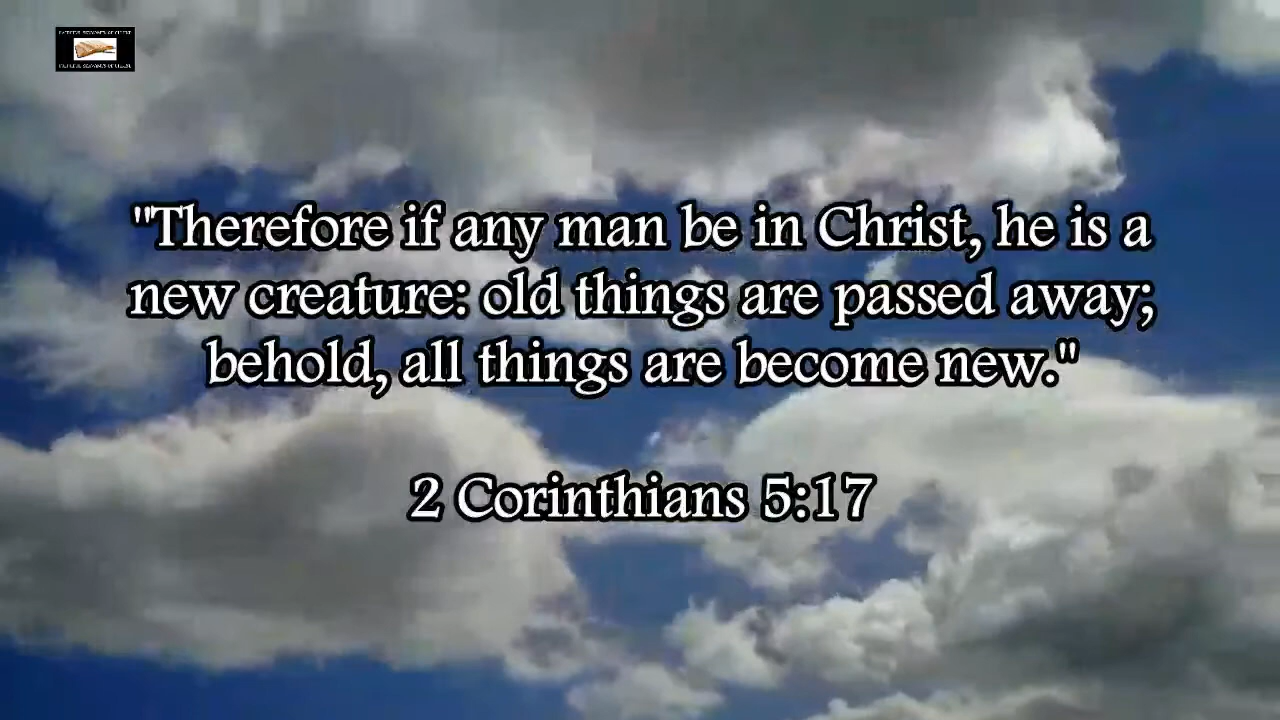 "Therefore if any man be in Christ, he is a
new creature: old things are passed away;
behold, all things are become new."
2 Corinthians 5:17